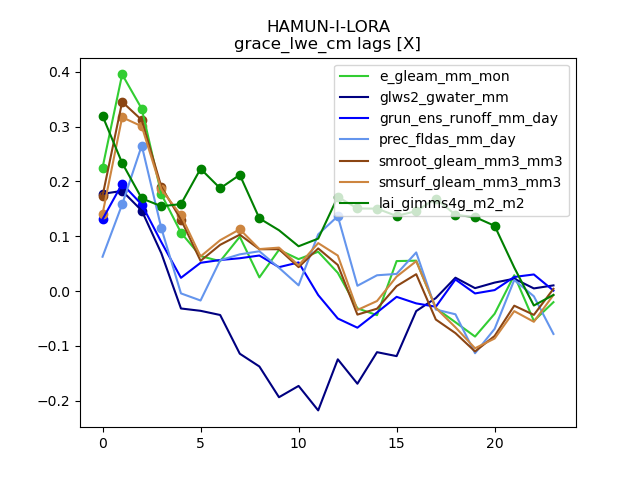 HAMUN-I-LORA
grace_lwe_cm lags [X]
e_gleam_mm_mon
glws2_gwater_mm
grun_ens_runoff_mm_day
prec_fldas_mm_day
smroot_gleam_mm3_mm3
smsurf_gleam_mm3_mm3
lai_gimms4g_m2_m2
0.4
0.3
0.2
0.1
0.0
−0.1
−0.2
0 5 10 15 20